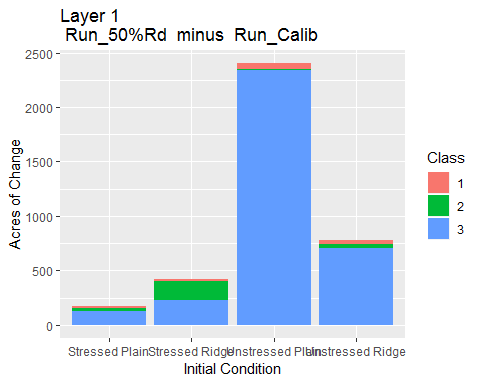 Layer 1
Run_50%Rd minus Run_Calib
2500
2000
1500
1000
500
0
Acres of Change
Stressed Plain Stressed Ridge Unstressed Plain Unstressed Ridge
Initial Condition
Class
1
2
3